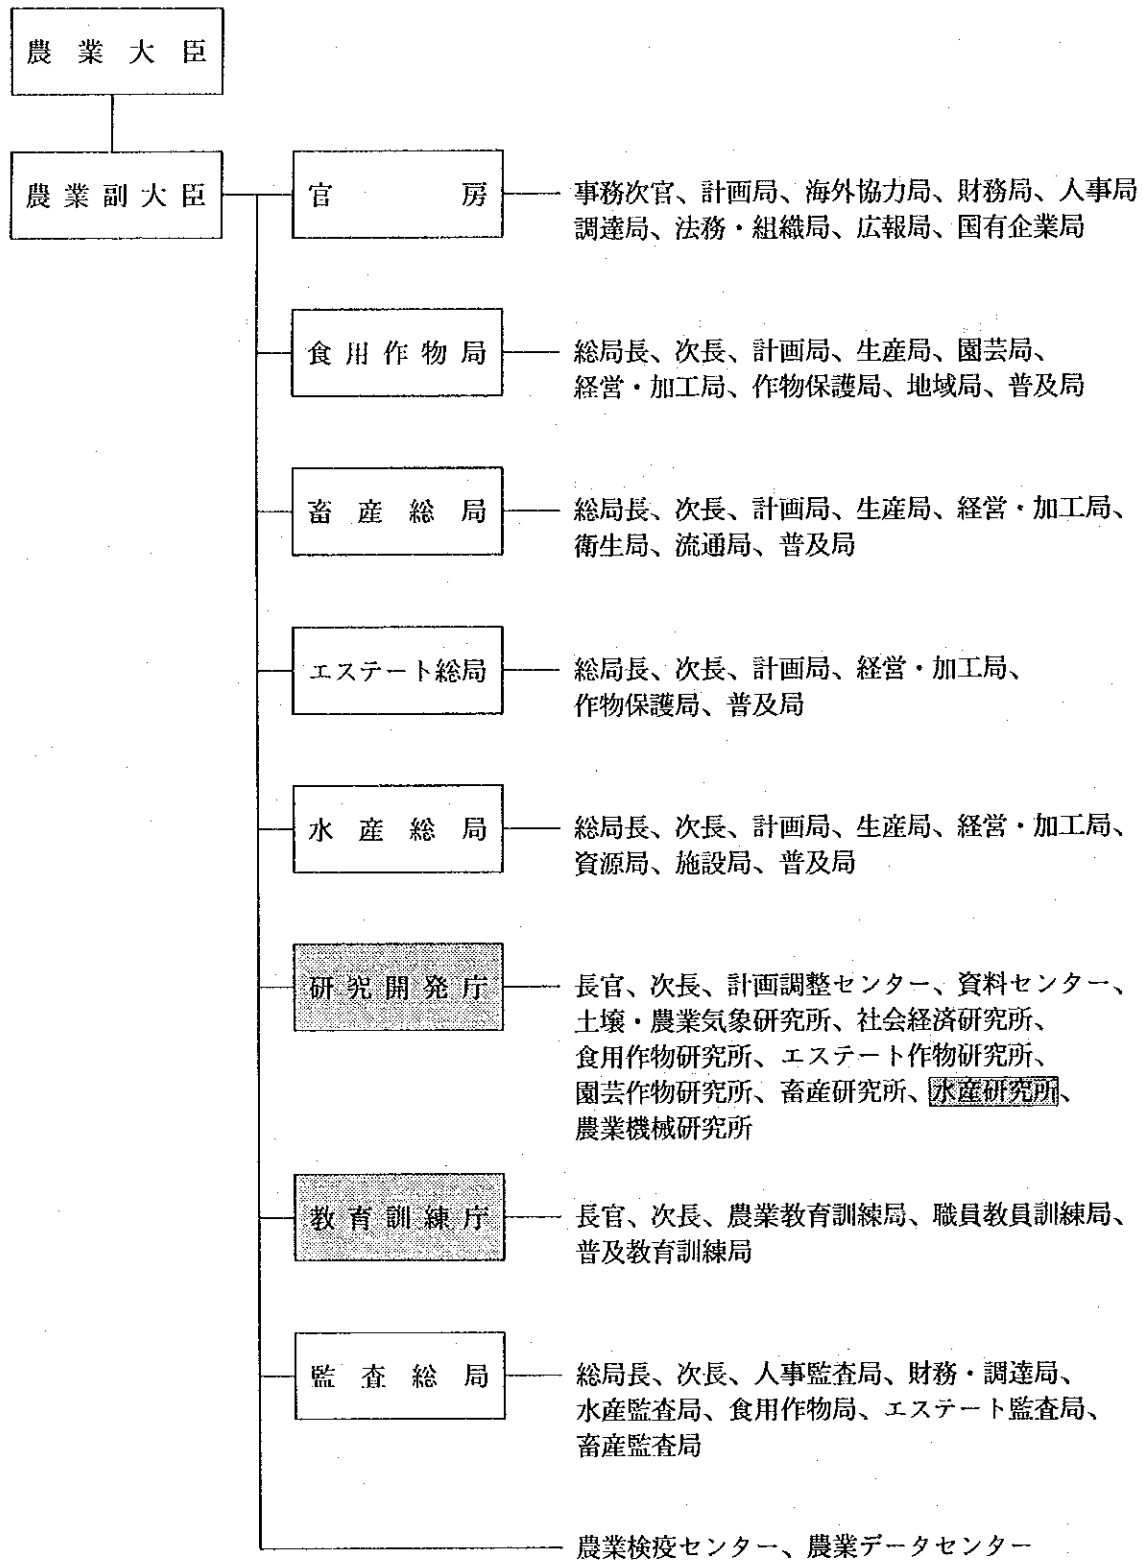 農業大臣
農業副大臣
官房
事務次官、計画局、海外協力局、財務局、人事局
調達局、法務・組織局、広報局、国有企業局
食用作物局
総局長、次長、計画局、生産局、園芸局、
経営・加工局、作物保護局、地域局、普及局
畜産総局
総局長、次長、計画局、生産局、経営・加工局、
衛生局、流通局、普及局
エステート総局
総局長、次長、計画局、経営・加工局、
作物保護局、普及局
水産総局
総局長、次長、計画局、生産局、経営・加工局、
資源局、施設局、普及局
研究開発庁
長官、次長、計画調整センター、資料センター、
土壌・農業気象研究所、社会経済研究所、
食用作物研究所、エステート作物研究所、
園芸作物研究所、畜産研究所、水産研究所、
農業機械研究所
教育訓練庁
長官、次長、農業教育訓練局、職員教員訓練局、
普及教育訓練局
監査総局
総局長、次長、人事監査局、財務・調達局、
水産監査局、食用作物局、エステート監査局、
畜産監査局
農業検疫センター、農業データセンター